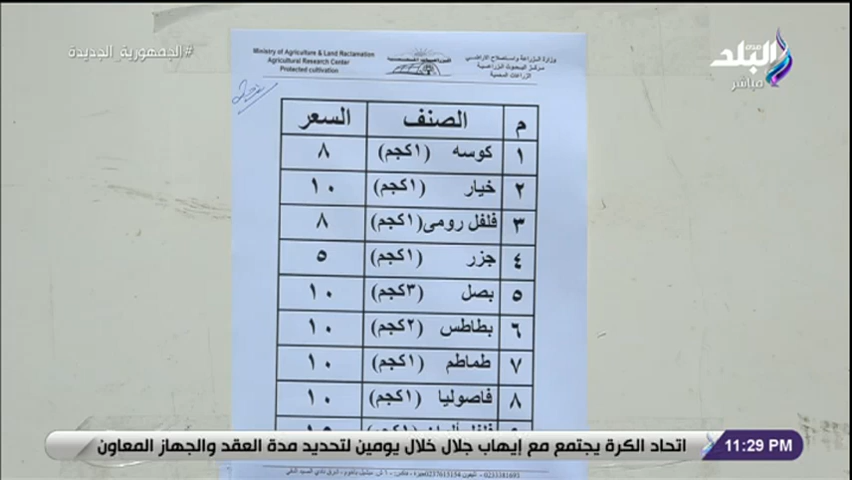 #الجمهورية_الجديدة
صدى
البلد
مباشر
Ministry of Agriculture & Land Raclamation
Agricultural Research Center
Protected cultivation
وزارة الزراعة واستصلاح الاراضي
مركز البحوث الزراعية
الزراعات المحمية
م الصنف السعر
١ كوسه (١كجم) ٨
٢ خيار (١كجم) ١٠
٣ فلفل رومى (١كجم) ٨
٤ جزر (١كجم) ٥
٥ بصل (٣كجم) ١٠
٦ بطاطس (٢كجم) ١٠
٧ طماطم (١كجم) ١٠
٨ فاصوليا (١كجم) ١٠
اتحاد الكرة يجتمع مع إيهاب جلال خلال يومين لتحديد مدة العقد والجهاز المعاون
11:29 PM